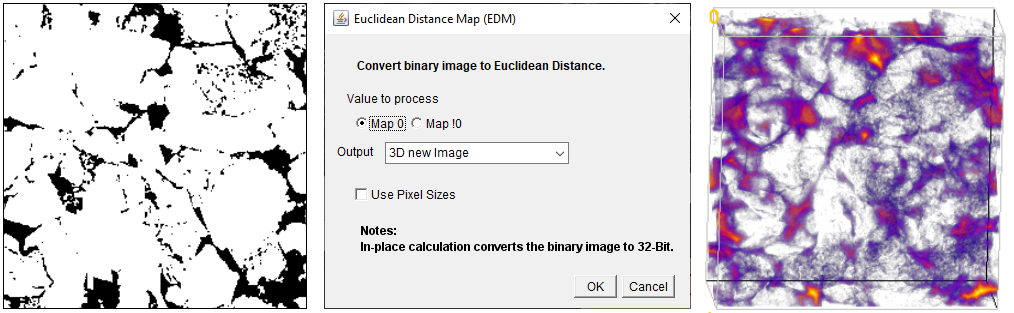 Euclidean Distance Map (EDM)
Convert binary image to Euclidean Distance.
Value to process
Map 0 Map !0
Output 3D new Image
Use Pixel Sizes
Notes:
In-place calculation converts the binary image to 32-Bit.
OK Cancel